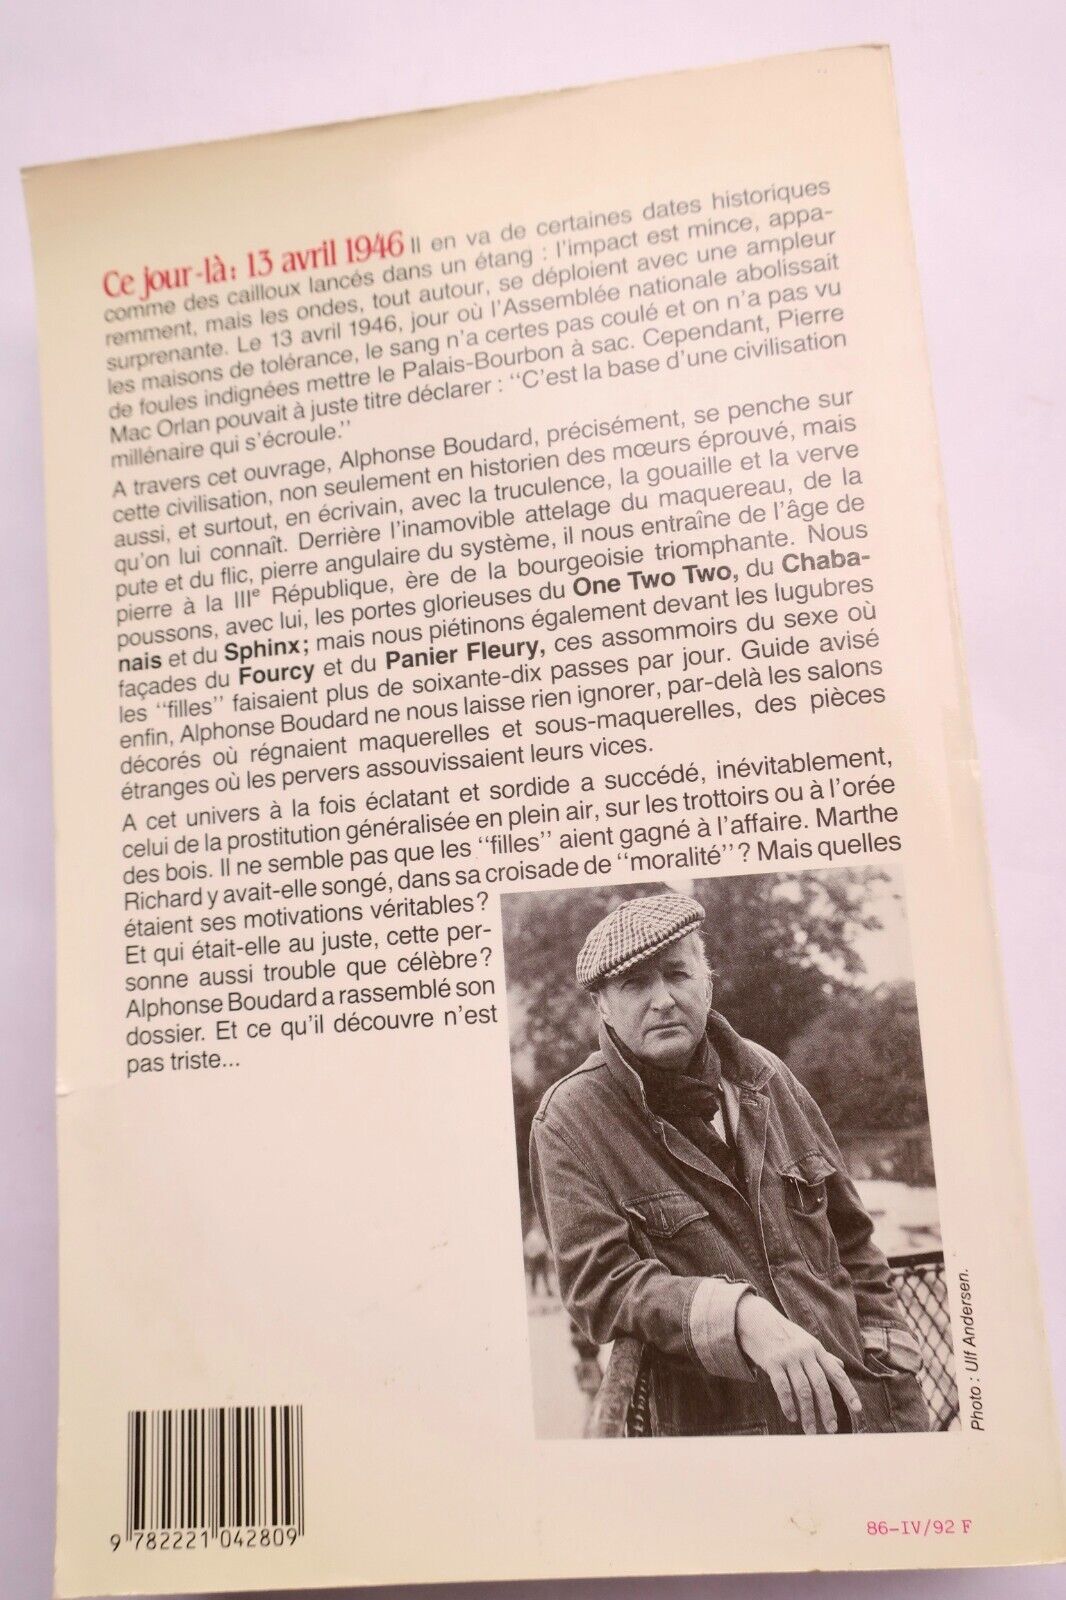 Ce jour-là: 13 avril 1946 Il en va de certaines dates historiques
comme des cailloux lancés dans un étang : l'impact est mince, appa-
remment, mais les ondes, tout autour, se déploient avec une ampleur
surprenante. Le 13 avril 1946, jour où l'Assemblée nationale abolissait
les maisons de tolérance, le sang n'a certes pas coulé et on n'a pas vu
de foules indignées mettre le Palais-Bourbon à sac. Cependant, Pierre
Mac Orlan pouvait à juste titre déclarer : ''C'est la base d'une civilisation
millénaire qui s'écroule.''
A travers cet ouvrage, Alphonse Boudard, précisément, se penche sur
cette civilisation, non seulement en historien des mœurs éprouvé, mais
aussi, et surtout, en écrivain, avec la truculence, la gouaille et la verve
qu'on lui connaît. Derrière l'inamovible attelage du maquereau, de la
pute et du flic, pierre angulaire du système, il nous entraîne de l'âge de
pierre à la IIIe République, ère de la bourgeoisie triomphante. Nous
poussons, avec lui, les portes glorieuses du One Two Two, du Chaba-
nais et du Sphinx; mais nous piétinons également devant les lugubres
façades du Fourcy et du Panier Fleury, ces assommoirs du sexe où
les ''filles'' faisaient plus de soixante-dix passes par jour. Guide avisé
enfin, Alphonse Boudard ne nous laisse rien ignorer, par-delà les salons
décorés où régnaient maquerelles et sous-maquerelles, des pièces
étranges où les pervers assouvissaient leurs vices.
A cet univers à la fois éclatant et sordide a succédé, inévitablement,
celui de la prostitution généralisée en plein air, sur les trottoirs ou à l'orée
des bois. Il ne semble pas que les ''filles'' aient gagné à l'affaire. Marthe
Richard y avait-elle songé, dans sa croisade de ''moralité''? Mais quelles
étaient ses motivations véritables?
Et qui était-elle au juste, cette per-
sonne aussi trouble que célèbre?
Alphonse Boudard a rassemblé son
dossier. Et ce qu'il découvre n'est
pas triste...
Photo : Ulf Andersen.
9 782221 042809
86-IV/92 F